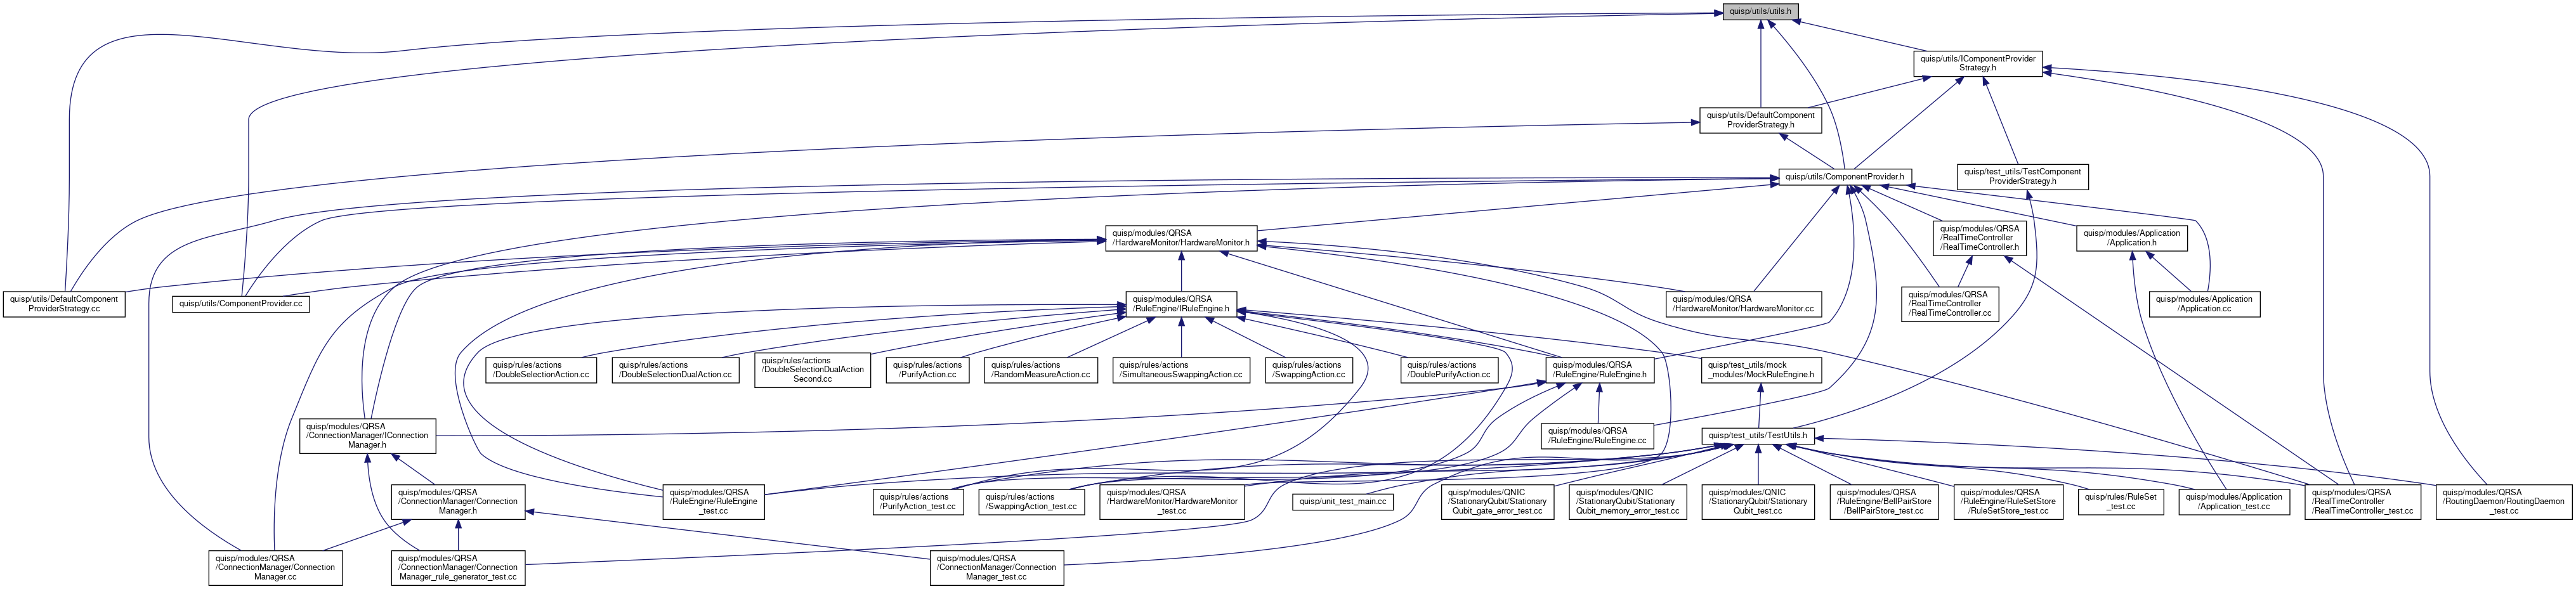 quisp/utils/utils.h
quisp/utils/IComponentProvider
Strategy.h
quisp/utils/DefaultComponent
ProviderStrategy.h
quisp/utils/ComponentProvider.h
quisp/test_utils/TestComponent
ProviderStrategy.h
quisp/modules/QRSA
/HardwareMonitor/HardwareMonitor.h
quisp/modules/QRSA
/RealTimeController
/RealTimeController.h
quisp/modules/Application
/Application.h
quisp/utils/DefaultComponent
ProviderStrategy.cc
quisp/utils/ComponentProvider.cc
quisp/modules/QRSA
/RuleEngine/IRuleEngine.h
quisp/modules/QRSA
/HardwareMonitor/HardwareMonitor.cc
quisp/modules/QRSA
/RealTimeController
/RealTimeController.cc
quisp/modules/Application
/Application.cc
quisp/rules/actions
/DoubleSelectionAction.cc
quisp/rules/actions
/DoubleSelectionDualAction.cc
quisp/rules/actions
/DoubleSelectionDualAction
Second.cc
quisp/rules/actions
/PurifyAction.cc
quisp/rules/actions
/RandomMeasureAction.cc
quisp/rules/actions
/SimultaneousSwappingAction.cc
quisp/rules/actions
/SwappingAction.cc
quisp/rules/actions
/DoublePurifyAction.cc
quisp/modules/QRSA
/RuleEngine/RuleEngine.h
quisp/test_utils/mock
_modules/MockRuleEngine.h
quisp/modules/QRSA
/ConnectionManager/IConnection
Manager.h
quisp/modules/QRSA
/RuleEngine/RuleEngine.cc
quisp/test_utils/TestUtils.h
quisp/modules/QRSA
/ConnectionManager/Connection
Manager.h
quisp/modules/QRSA
/RuleEngine/RuleEngine
_test.cc
quisp/rules/actions
/PurifyAction_test.cc
quisp/rules/actions
/SwappingAction_test.cc
quisp/modules/QRSA
/HardwareMonitor/HardwareMonitor
_test.cc
quisp/unit_test_main.cc
quisp/modules/QNIC
/StationaryQubit/Stationary
Qubit_gate_error_test.cc
quisp/modules/QNIC
/StationaryQubit/Stationary
Qubit_memory_error_test.cc
quisp/modules/QNIC
/StationaryQubit/Stationary
Qubit_test.cc
quisp/modules/QRSA
/RuleEngine/BellPairStore
/BellPairStore_test.cc
quisp/modules/QRSA
/RuleEngine/RuleSetStore
/RuleSetStore_test.cc
quisp/rules/RuleSet
_test.cc
quisp/modules/Application
/Application_test.cc
quisp/modules/QRSA
/RealTimeController
/RealTimeController_test.cc
quisp/modules/QRSA
/RoutingDaemon/RoutingDaemon
_test.cc
quisp/modules/QRSA
/ConnectionManager/Connection
Manager.cc
quisp/modules/QRSA
/ConnectionManager/Connection
Manager_rule_generator_test.cc
quisp/modules/QRSA
/ConnectionManager/Connection
Manager_test.cc